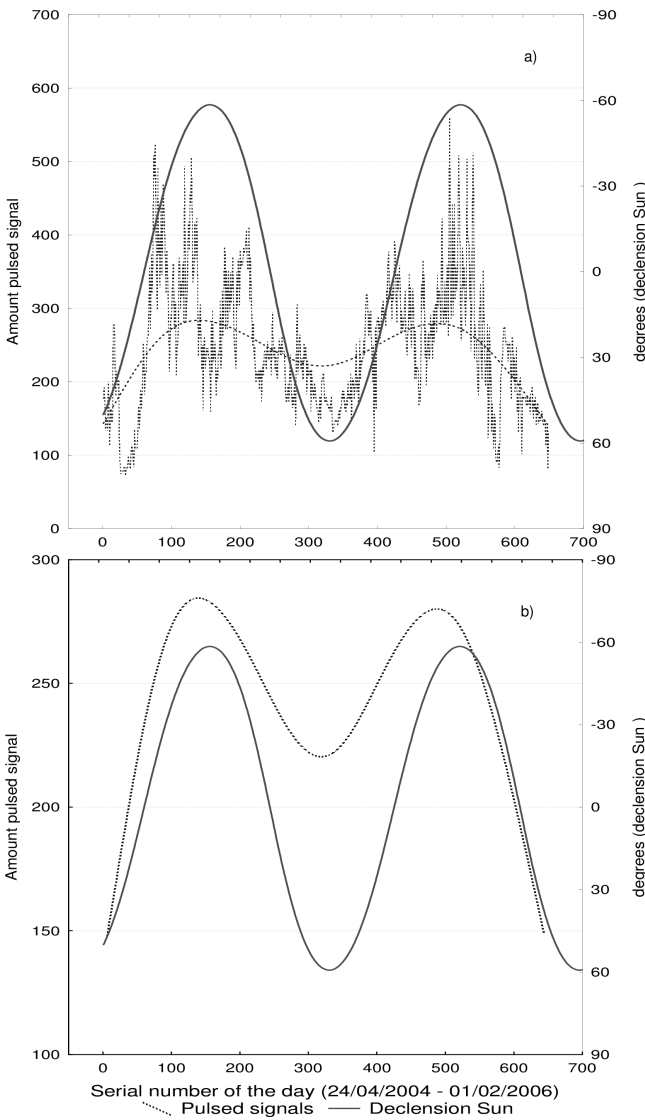 700 -90
a)
600 -60
500 -30
400 0
300 30
200 60
100
0 90
Amount pulsed signal
degrees (declension Sun )
0 100 200 300 400 500 600 700
300 -90
b)
-60
250
-30
200 0
30
150
60
100 90
Amount pulsed signal
degrees (declension Sun )
0 100 200 300 400 500 600 700
Serial number of the day (24/04/2004 - 01/02/2006)
Pulsed signals Declension Sun